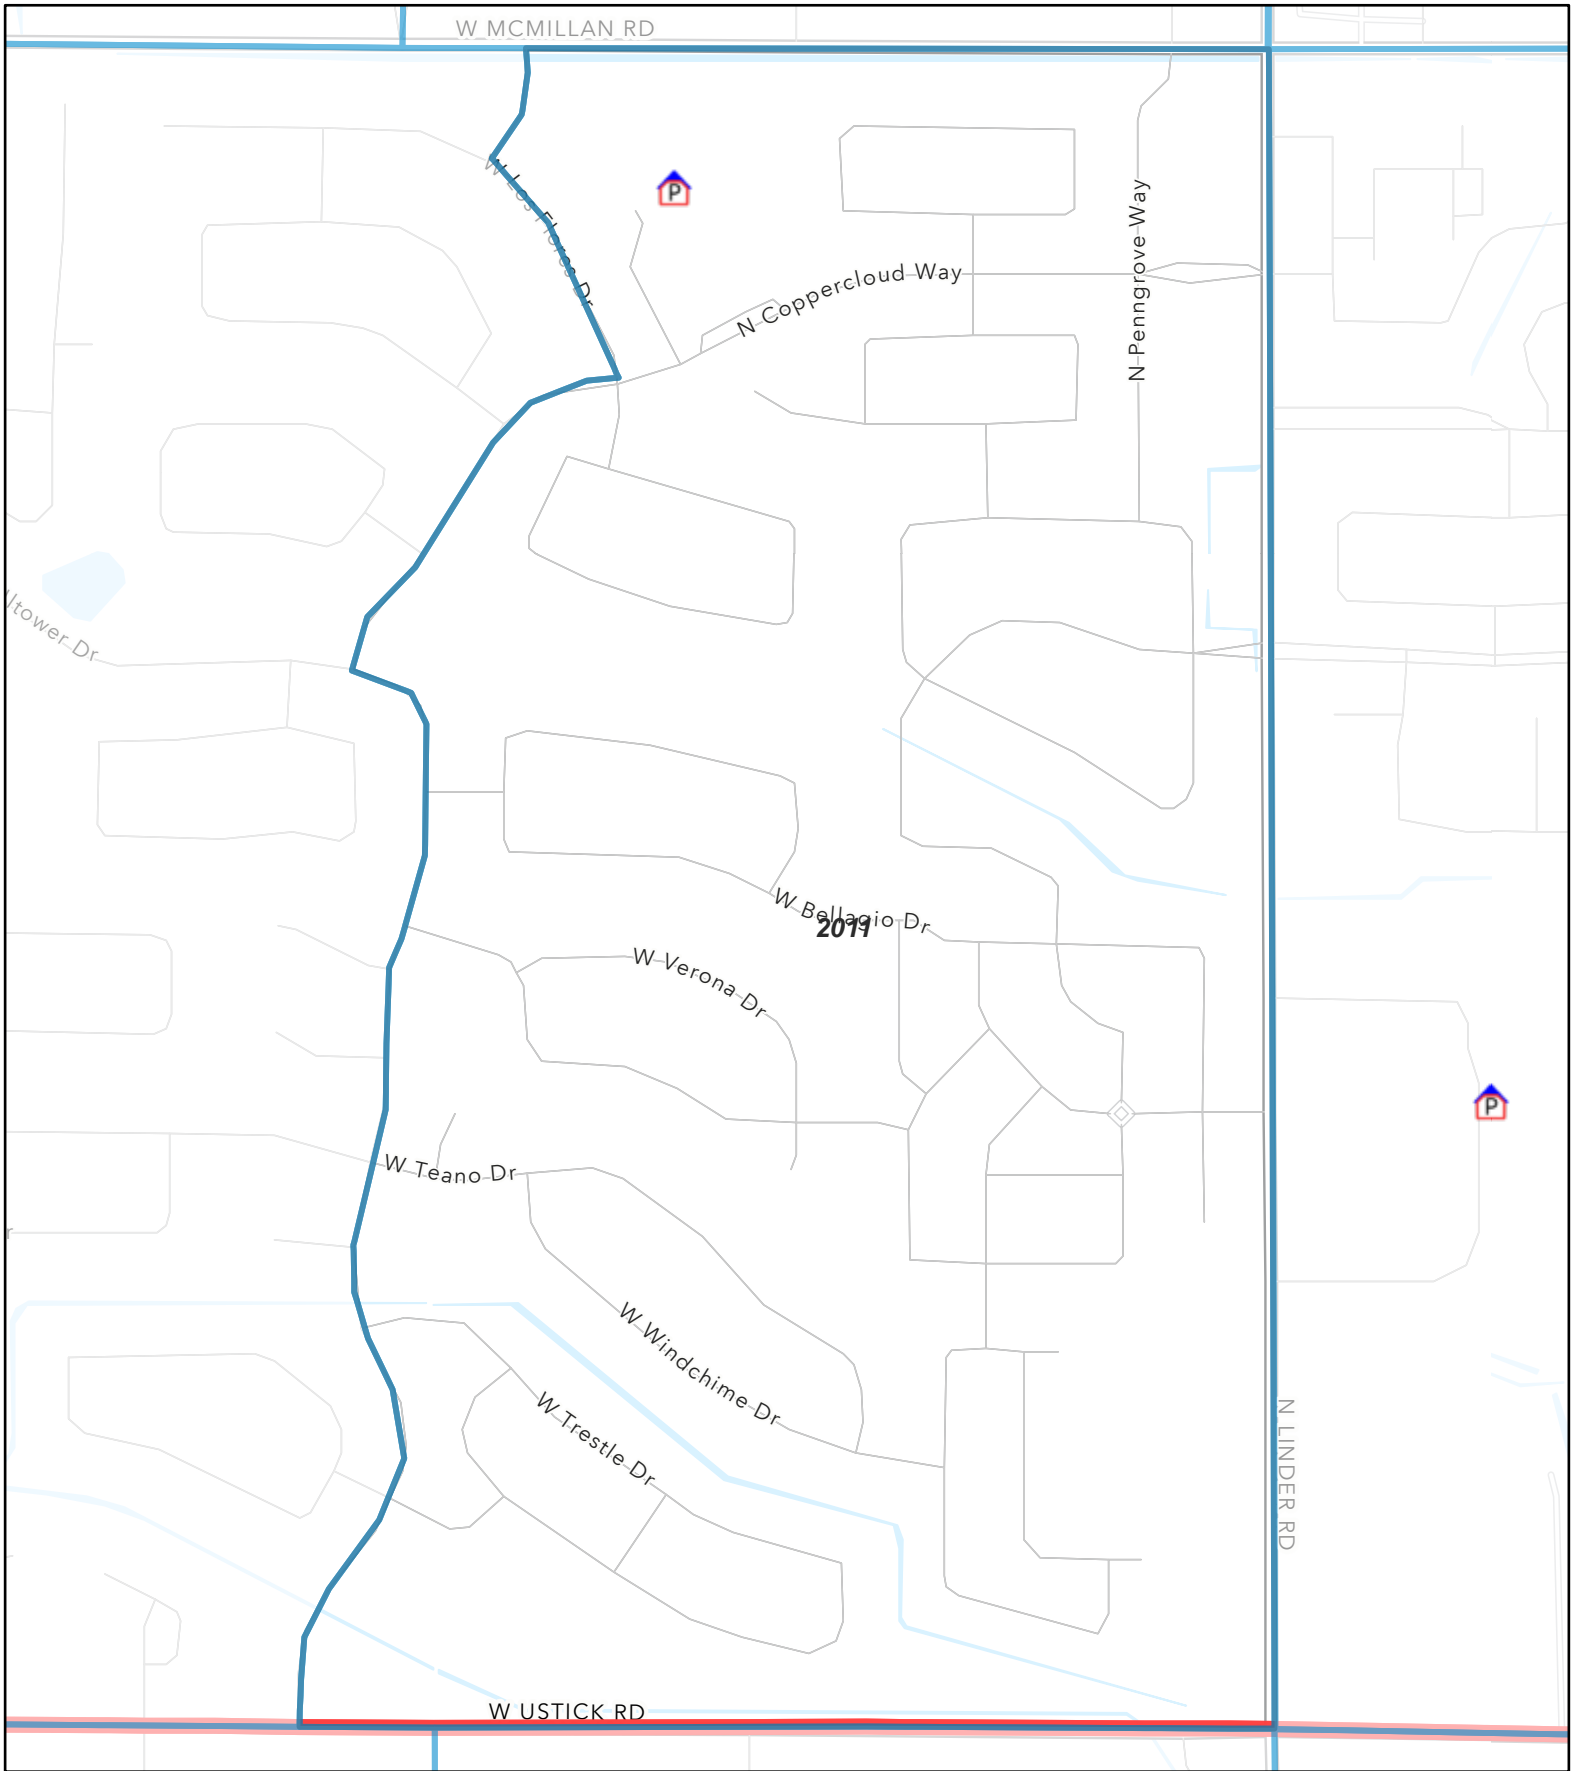 W MCMILLAN RD
W Los Flores Dr
P
N Penngrove Way
N Coppercloud Way
lltower Dr
W Bellagio Dr
2011
W Verona Dr
P
W Teano Dr
r
W Windchime Dr
W Trestle Dr
N LINDER RD
W USTICK RD